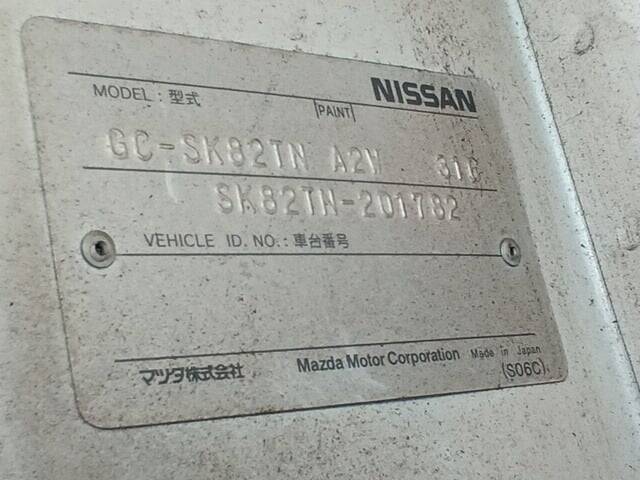 NISSAN
MODEL : 型式
PAINT
GC-SK82TN A2W 31C
SK82TN-201782
VEHICLE ID. NO.: 車台番号
マツダ株式会社 Mazda Motor Corporation Made in Japan
(S06C)